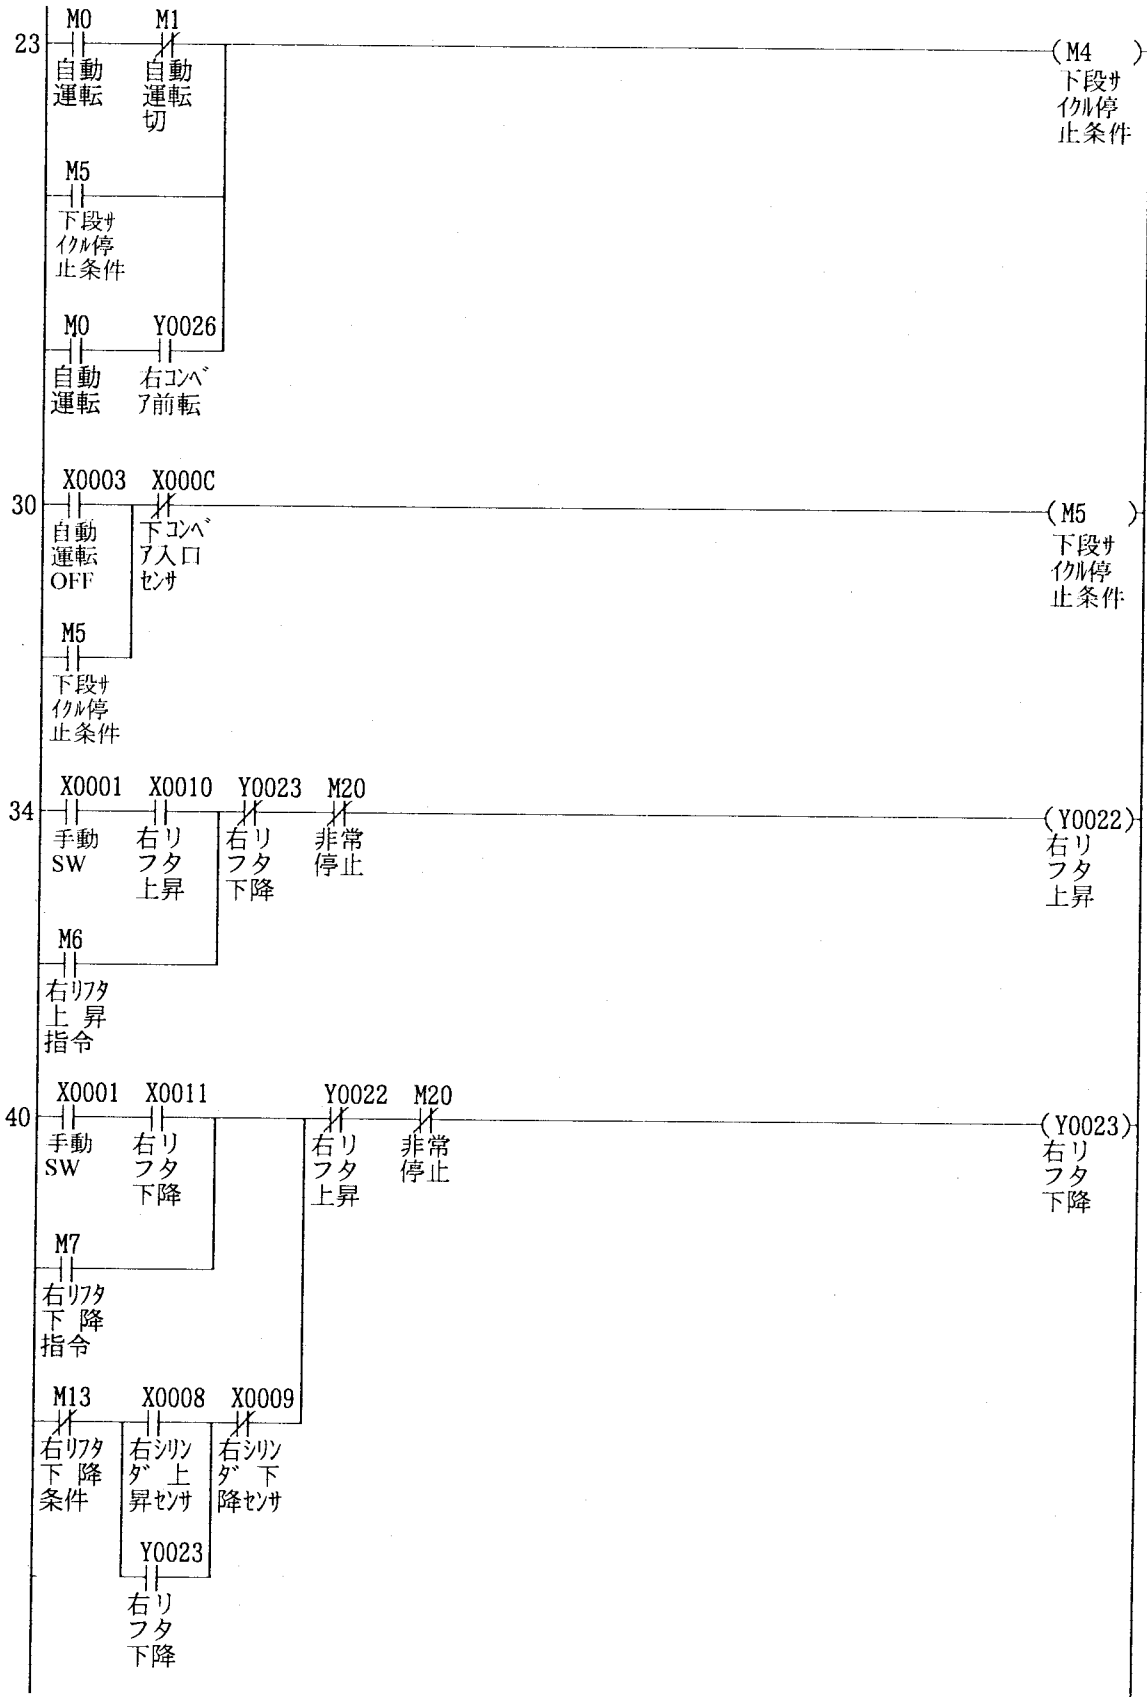 M0 M1
23 (M4 )
自動 自動
運転 運転
切
下段サ
イクル停
止条件
M5
下段サ
イクル停
止条件
M0 Y0026
自動 右コンベ
運転 ア前転
X0003 X000C
30 (M5 )
自動 下コンベ
運転 ア入口
OFF センサ
下段サ
イクル停
止条件
M5
下段サ
イクル停
止条件
X0001 X0010 Y0023 M20
34 (Y0022)
手動 右リ 右リ 非常
SW フタ フタ 停止
上昇 下降
右リ
フタ
上昇
M6
右リフタ
上 昇
指令
X0001 X0011 Y0022 M20
40 (Y0023)
手動 右リ 右リ 非常
SW フタ フタ 停止
下降 上昇
右リ
フタ
下降
M7
右リフタ
下 降
指令
M13 X0008 X0009
右リフタ 右シリン 右シリン
下 降 ダ 上 ダ 下
条件 昇センサ 降センサ
Y0023
右リ
フタ
下降